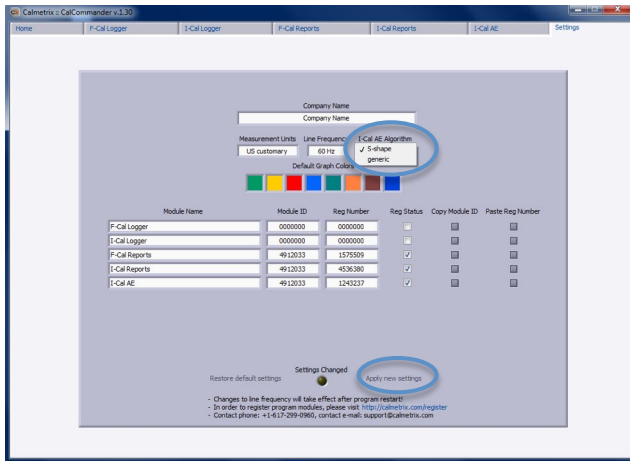 Calmetrix :: CalCommander v.1.30
Home F-Cal Logger I-Cal Logger F-Cal Reports I-Cal Reports I-Cal AE Settings
Company Name
Company Name
Measurement Units Line Frequency I-Cal AE Algorithm
US customary 60 Hz ✓ S-shape
generic
Default Graph Colors
Module Name Module ID Reg Number Reg Status Copy Module ID Paste Reg Number
F-Cal Logger 0000000 0000000
I-Cal Logger 0000000 0000000
F-Cal Reports 4912033 1575509
I-Cal Reports 4912033 4536380
I-Cal AE 4912033 1243237
Settings Changed
Restore default settings Apply new settings
- Changes to line frequency will take effect after program restart!
- In order to register program modules, please visit http://calmetrix.com/register
- Contact phone: +1-617-299-0960, contact e-mail: support@calmetrix.com